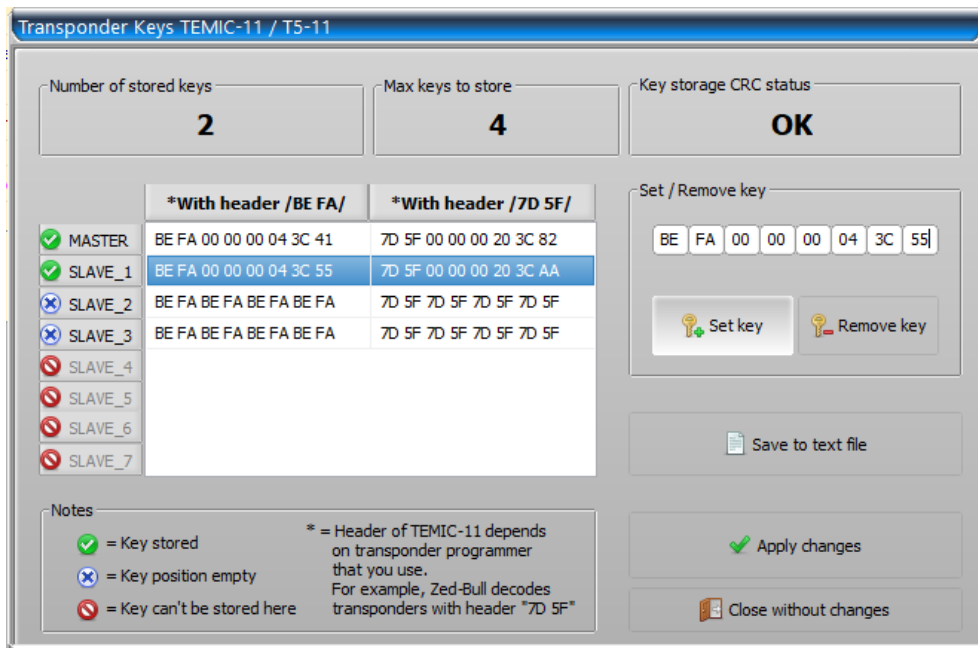 Transponder Keys TEMIC-11 / T5-11
Number of stored keys
2
Max keys to store
4
Key storage CRC status
OK
*With header /BE FA/ *With header /7D 5F/
MASTER BE FA 00 00 00 04 3C 41 7D 5F 00 00 00 20 3C 82
SLAVE_1 BE FA 00 00 00 04 3C 55 7D 5F 00 00 00 20 3C AA
SLAVE_2 BE FA BE FA BE FA BE FA 7D 5F 7D 5F 7D 5F 7D 5F
SLAVE_3 BE FA BE FA BE FA BE FA 7D 5F 7D 5F 7D 5F 7D 5F
SLAVE_4
SLAVE_5
SLAVE_6
SLAVE_7
Set / Remove key
BE FA 00 00 00 04 3C 55
Set key
Remove key
Save to text file
Notes
= Key stored
= Key position empty
= Key can't be stored here
* = Header of TEMIC-11 depends
on transponder programmer
that you use.
For example, Zed-Bull decodes
transponders with header "7D 5F"
Apply changes
Close without changes